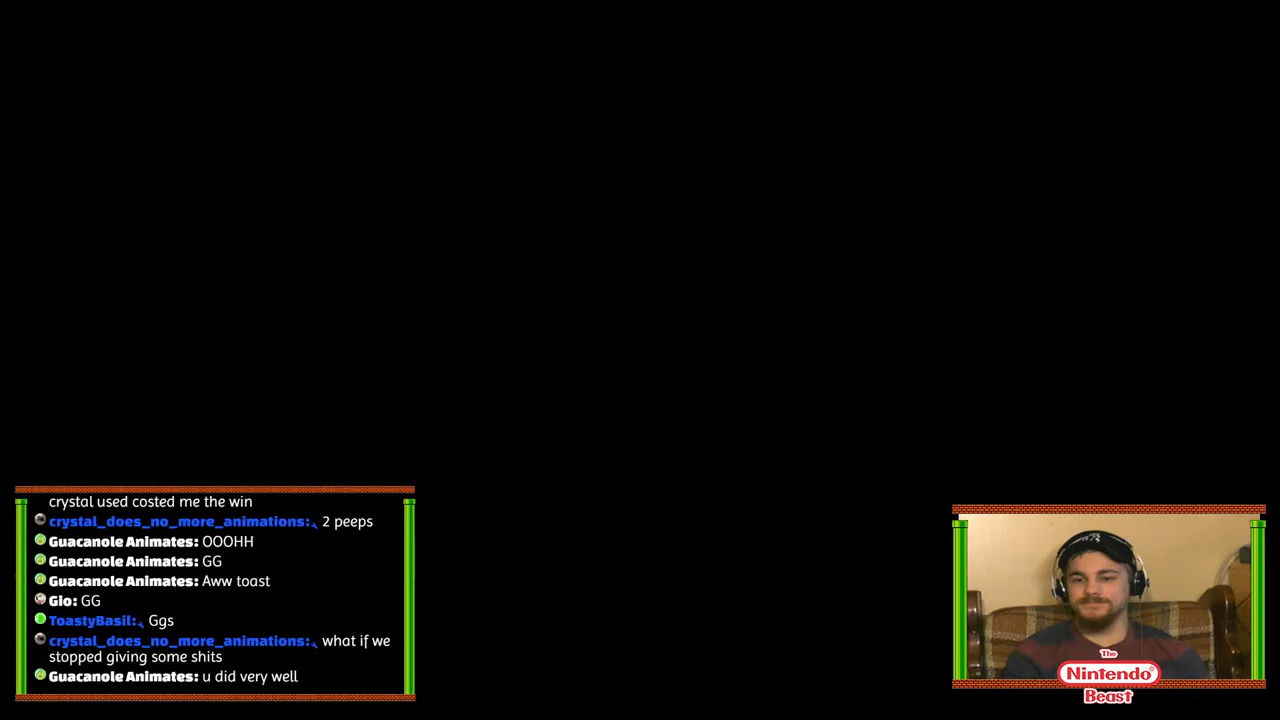 crystal used costed me the win
crystal_does_no_more_animations: 2 peeps
Guacanole Animates: OOOHH
Guacanole Animates: GG
Guacanole Animates: Aww toast
Gio: GG
ToastyBasil: Ggs
crystal_does_no_more_animations: what if we
stopped giving some shits
Guacanole Animates: u did very well
The
Nintendo
Beast